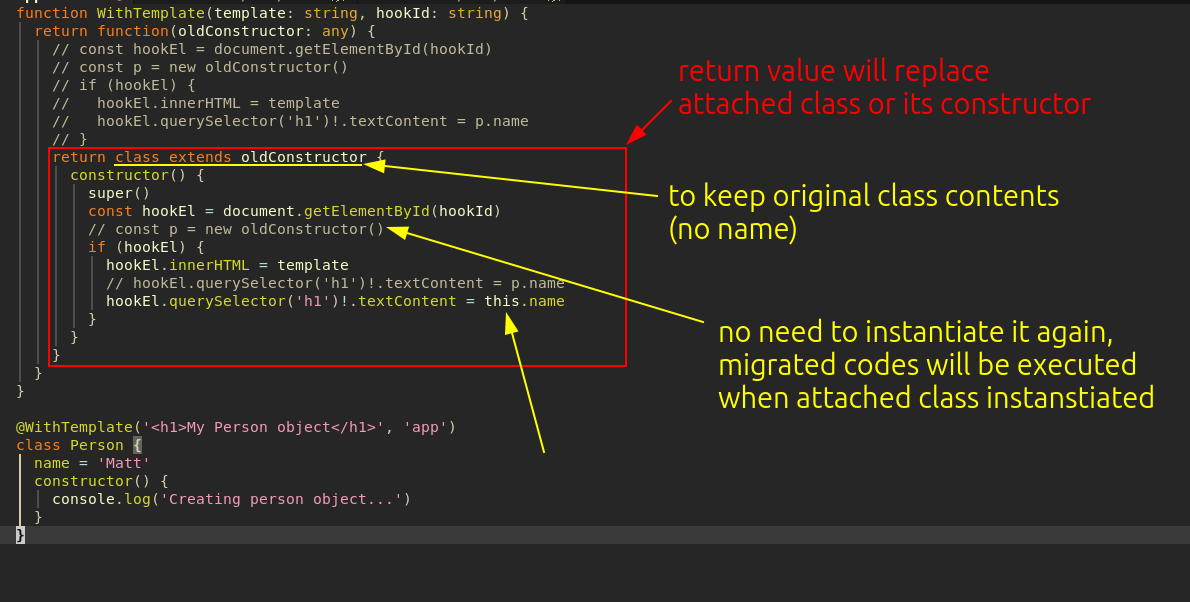 function WithTemplate(template: string, hookId: string) {
return function(oldConstructor: any) {
// const hookEl = document.getElementById(hookId)
// const p = new oldConstructor()
// if (hookEl) {
//   hookEl.innerHTML = template
//   hookEl.querySelector('h1')!.textContent = p.name
// }
return class extends oldConstructor {
constructor() {
super()
const hookEl = document.getElementById(hookId)
// const p = new oldConstructor()
if (hookEl) {
hookEl.innerHTML = template
// hookEl.querySelector('h1')!.textContent = p.name
hookEl.querySelector('h1')!.textContent = this.name
}
}
}
}
}
@WithTemplate('<h1>My Person object</h1>', 'app')
class Person {
name = 'Matt'
constructor() {
console.log('Creating person object...')
}
}
return value will replace
attached class or its constructor
to keep original class contents
(no name)
no need to instantiate it again,
migrated codes will be executed
when attached class instanstiated